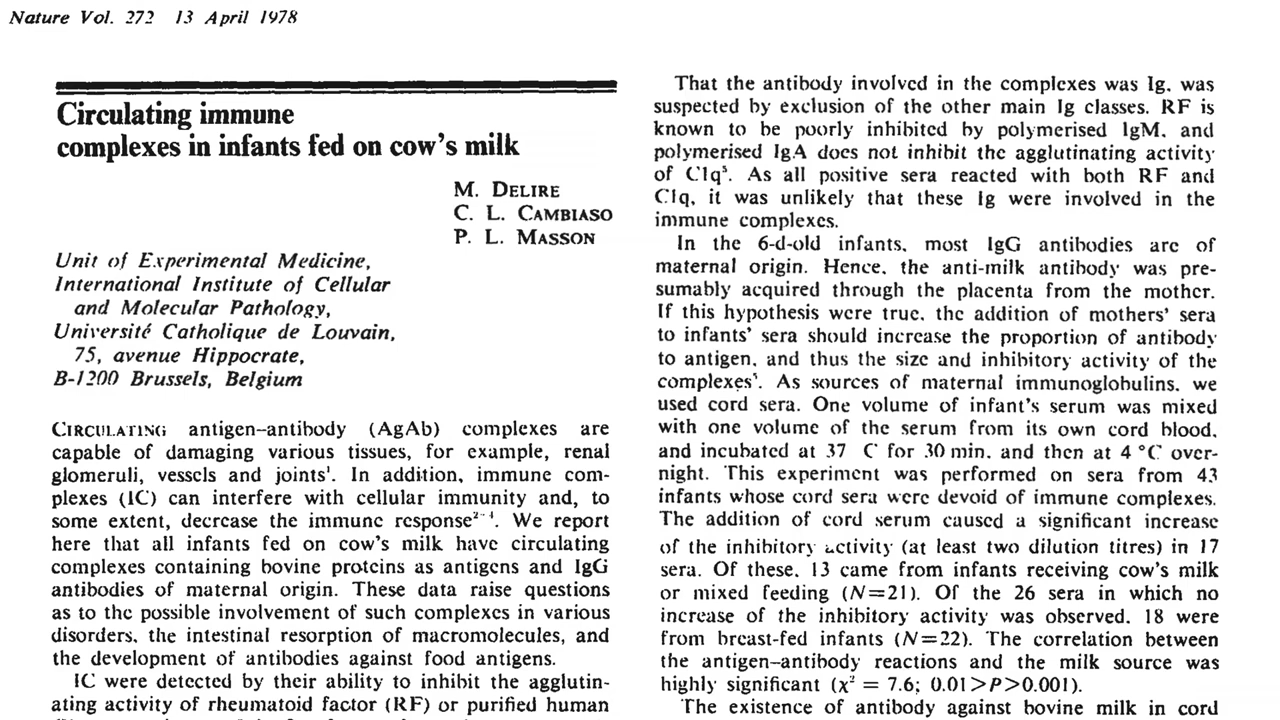 Nature Vol. 272 13 April 1978
Circulating immune
complexes in infants fed on cow's milk
M. DELIRE
C. L. CAMBIASO
P. L. MASSON
Unit of Experimental Medicine,
International Institute of Cellular
and Molecular Pathology,
Université Catholique de Louvain,
75, avenue Hippocrate,
B-1200 Brussels, Belgium
CIRCULATING antigen–antibody (AgAb) complexes are
capable of damaging various tissues, for example, renal
glomeruli, vessels and joints¹. In addition, immune com-
plexes (IC) can interfere with cellular immunity and, to
some extent, decrease the immune response²⁻⁴. We report
here that all infants fed on cow's milk have circulating
complexes containing bovine proteins as antigens and IgG
antibodies of maternal origin. These data raise questions
as to the possible involvement of such complexes in various
disorders, the intestinal resorption of macromolecules, and
the development of antibodies against food antigens.
IC were detected by their ability to inhibit the agglutin-
ating activity of rheumatoid factor (RF) or purified human
That the antibody involved in the complexes was Ig, was
suspected by exclusion of the other main Ig classes. RF is
known to be poorly inhibited by polymerised IgM, and
polymerised IgA does not inhibit the agglutinating activity
of C1q⁵. As all positive sera reacted with both RF and
C1q, it was unlikely that these Ig were involved in the
immune complexes.
In the 6-d-old infants, most IgG antibodies are of
maternal origin. Hence, the anti-milk antibody was pre-
sumably acquired through the placenta from the mother.
If this hypothesis were true, the addition of mothers' sera
to infants' sera should increase the proportion of antibody
to antigen, and thus the size and inhibitory activity of the
complexes⁵. As sources of maternal immunoglobulins, we
used cord sera. One volume of infant's serum was mixed
with one volume of the serum from its own cord blood,
and incubated at 37 C for 30 min, and then at 4 °C over-
night. This experiment was performed on sera from 43
infants whose cord sera were devoid of immune complexes.
The addition of cord serum caused a significant increase
of the inhibitory activity (at least two dilution titres) in 17
sera. Of these, 13 came from infants receiving cow's milk
or mixed feeding (N=21). Of the 26 sera in which no
increase of the inhibitory activity was observed, 18 were
from breast-fed infants (N=22). The correlation between
the antigen–antibody reactions and the milk source was
highly significant (χ² = 7.6; 0.01>P>0.001).
The existence of antibody against bovine milk in cord